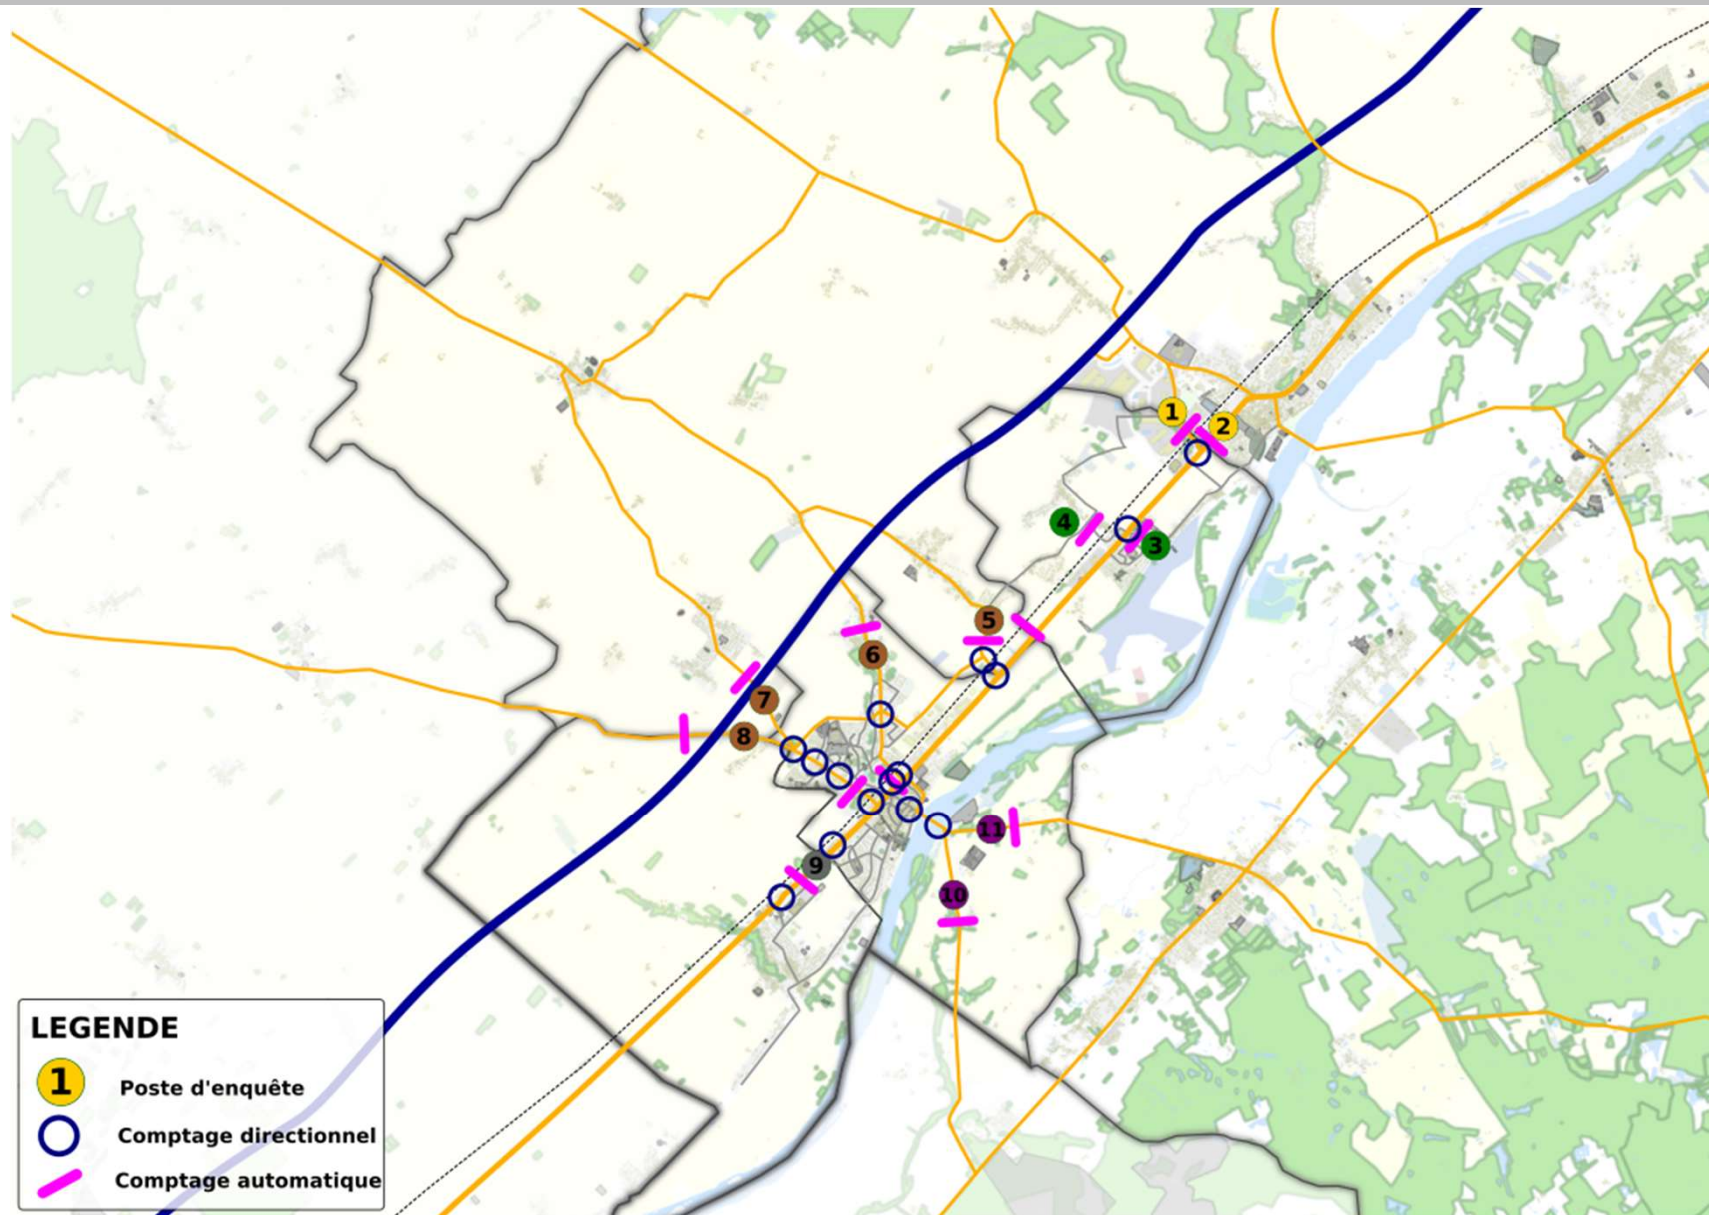 1
2
4
3
5
6
7
8
11
9
10
LEGENDE
1 Poste d'enquête
Comptage directionnel
Comptage automatique